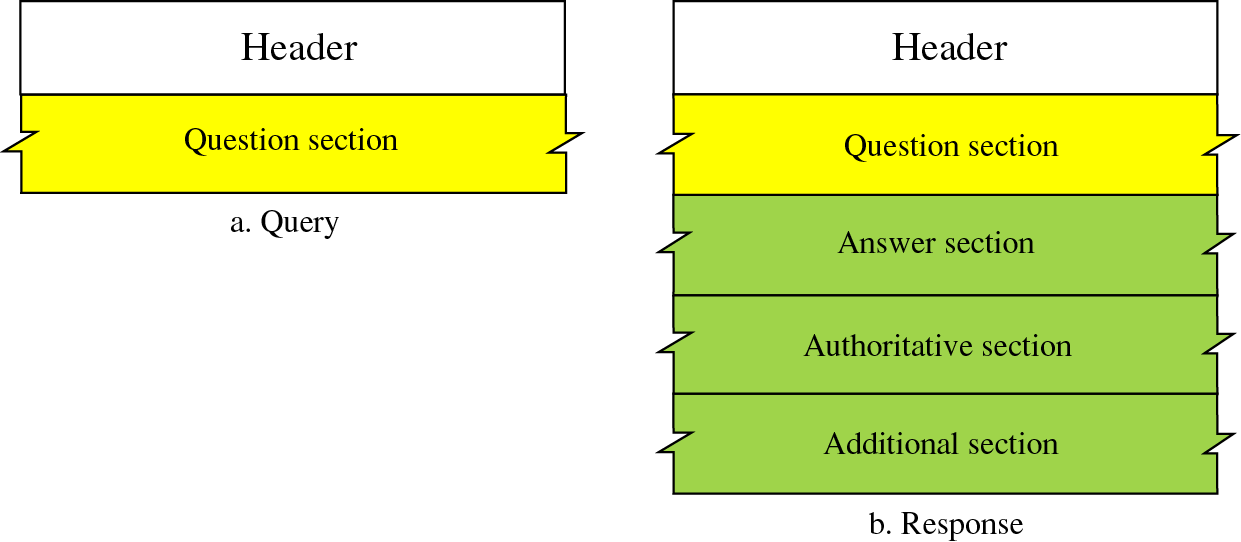 Header
Question section
a. Query
Header
Question section
Answer section
Authoritative section
Additional section
b. Response